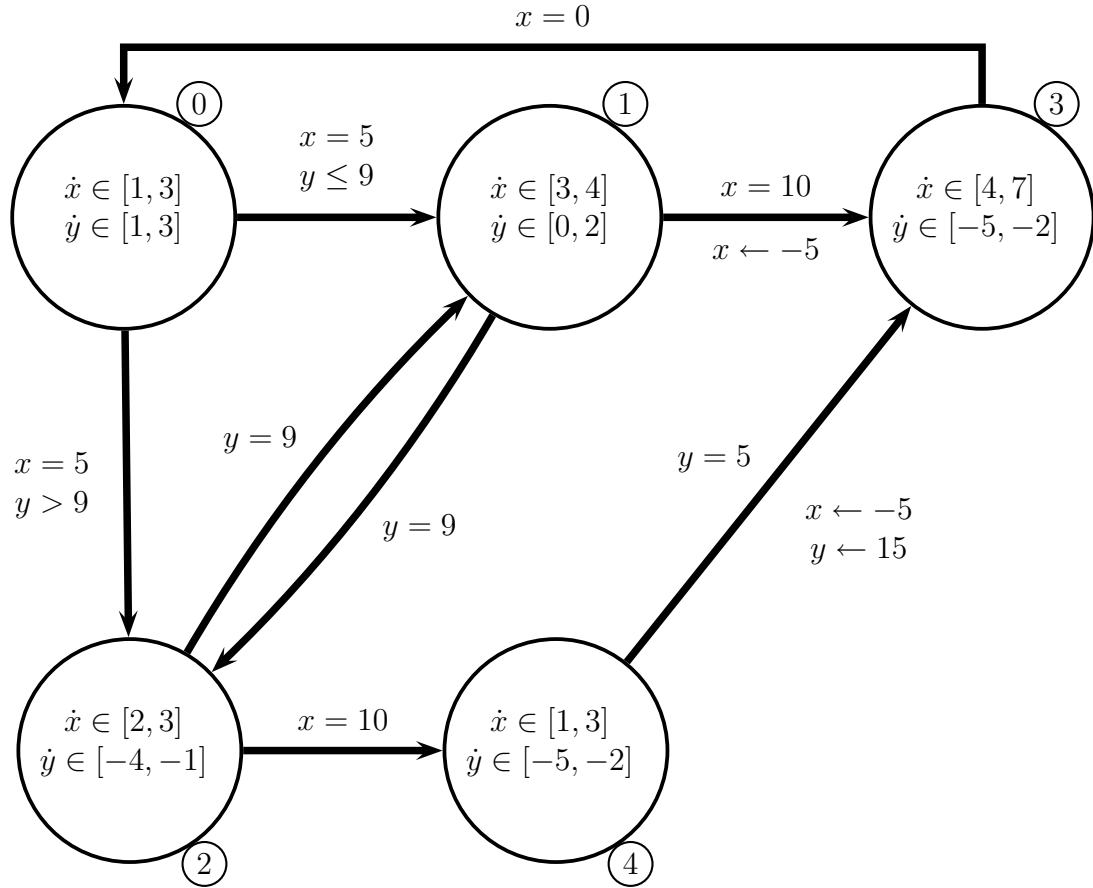 x = 0
0
1
3
x = 5
y ≤ 9
ẋ ∈ [1, 3]
ẏ ∈ [1, 3]
ẋ ∈ [3, 4]
ẏ ∈ [0, 2]
x = 10
x ← −5
ẋ ∈ [4, 7]
ẏ ∈ [−5, −2]
x = 5
y > 9
y = 9
y = 9
y = 5
x ← −5
y ← 15
ẋ ∈ [2, 3]
ẏ ∈ [−4, −1]
x = 10
ẋ ∈ [1, 3]
ẏ ∈ [−5, −2]
2
4